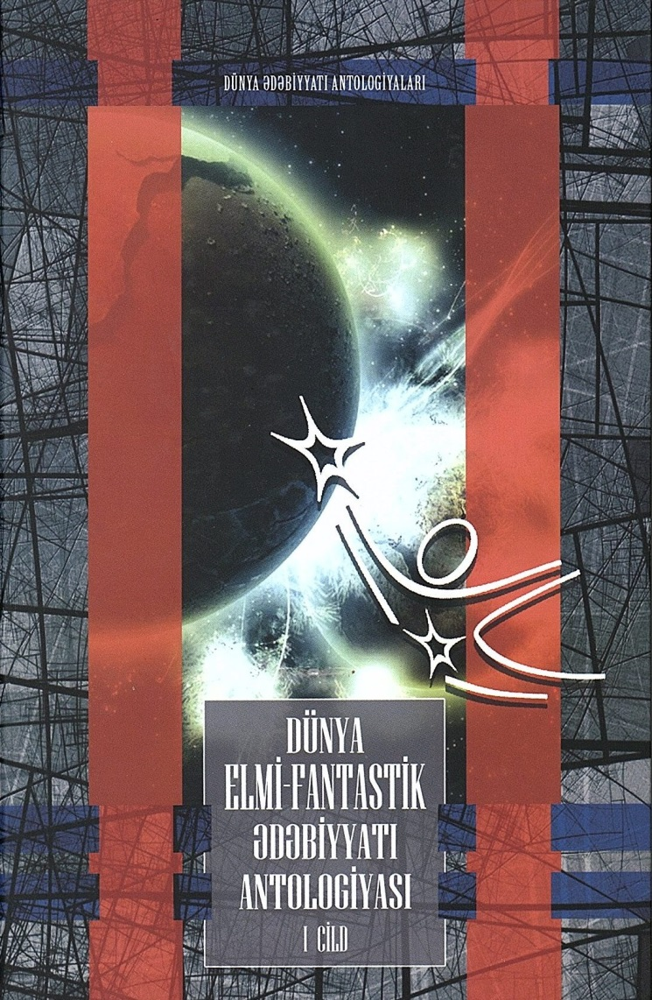 DÜNYA ƏDƏBİYYATI ANTOLOGİYALARI
DÜNYA
ELMİ-FANTASTİK
ƏDƏBİYYATI
ANTOLOGİYASI
I CİLD